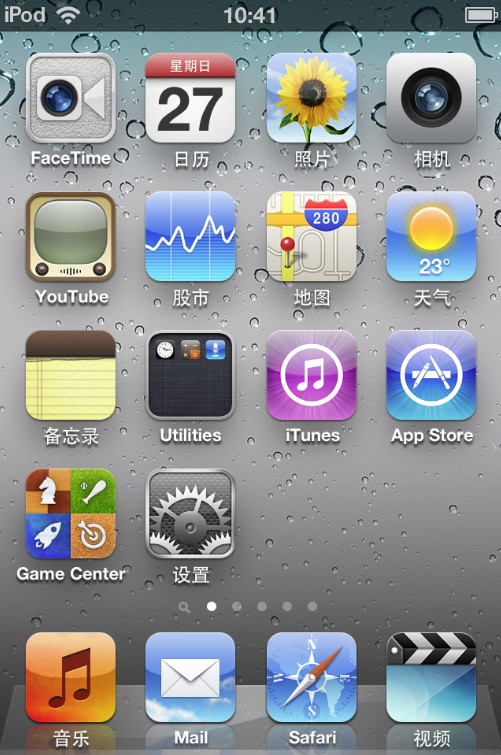 iPod 10:41
星期日
27
FaceTime 日历 照片 相机
280
23°
YouTube 股市 地图 天气
备忘录 Utilities iTunes App Store
Game Center 设置
N
音乐 Mail Safari 视频